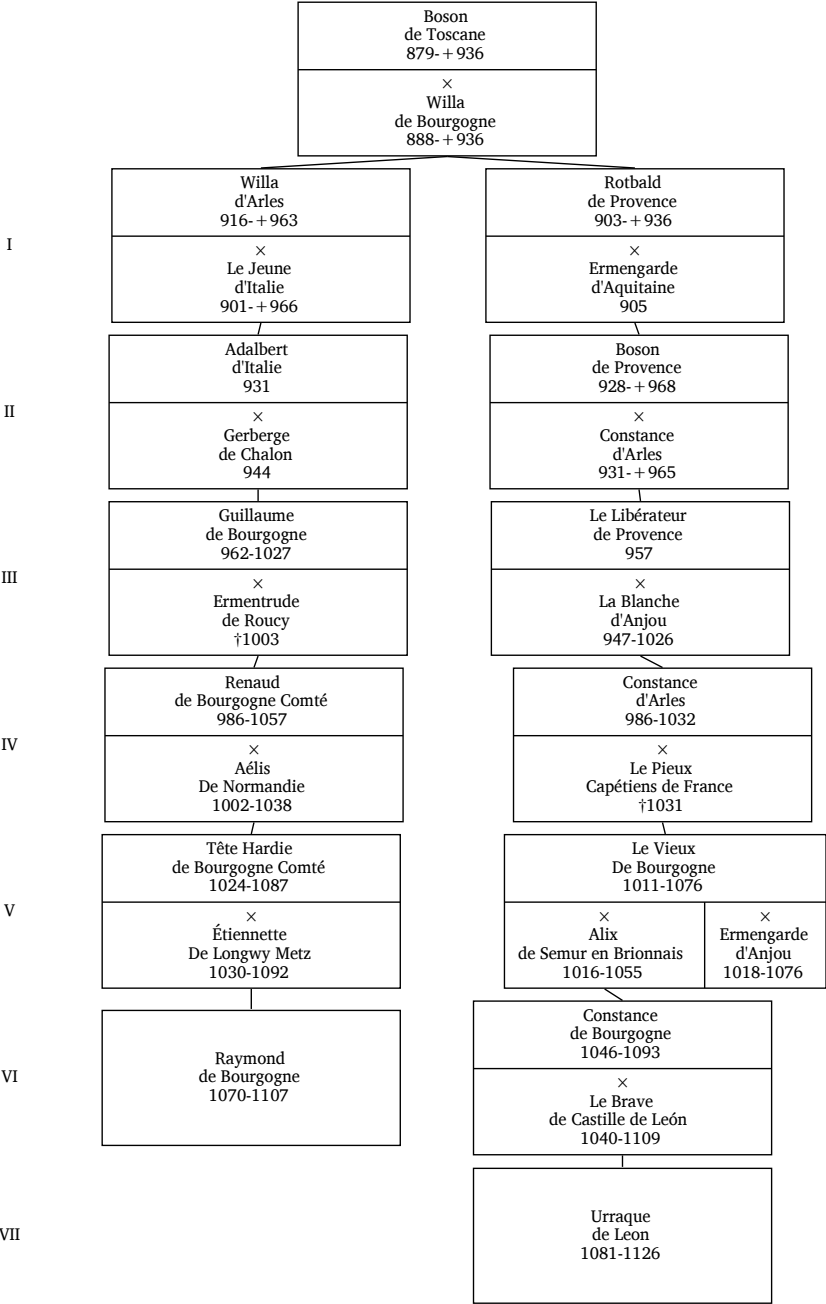 Boson
de Toscane
879-+936
×
Willa
de Bourgogne
888-+936
I
Willa
d'Arles
916-+963
×
Le Jeune
d'Italie
901-+966
Rotbald
de Provence
903-+936
×
Ermengarde
d'Aquitaine
905
II
Adalbert
d'Italie
931
×
Gerberge
de Chalon
944
Boson
de Provence
928-+968
×
Constance
d'Arles
931-+965
III
Guillaume
de Bourgogne
962-1027
×
Ermentrude
de Roucy
†1003
Le Libérateur
de Provence
957
×
La Blanche
d'Anjou
947-1026
IV
Renaud
de Bourgogne Comté
986-1057
×
Aélis
De Normandie
1002-1038
Constance
d'Arles
986-1032
×
Le Pieux
Capétiens de France
†1031
V
Tête Hardie
de Bourgogne Comté
1024-1087
×
Étiennette
De Longwy Metz
1030-1092
Le Vieux
De Bourgogne
1011-1076
×
Alix
de Semur en Brionnais
1016-1055
×
Ermengarde
d'Anjou
1018-1076
VI
Raymond
de Bourgogne
1070-1107
Constance
de Bourgogne
1046-1093
×
Le Brave
de Castille de León
1040-1109
VII
Urraque
de Leon
1081-1126